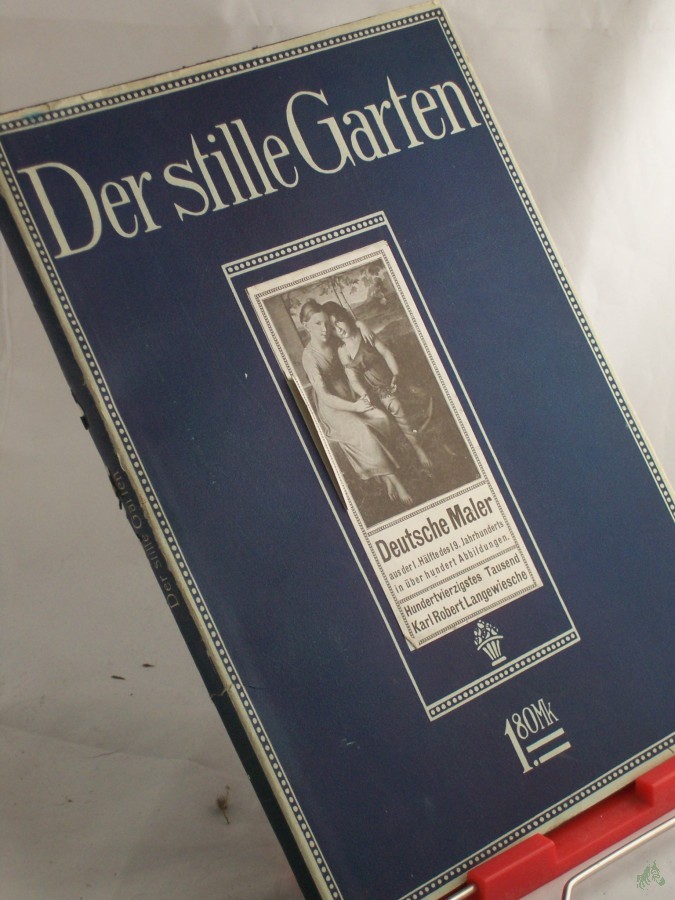 Der stille Garten
Deutsche Maler
aus der 1. Hälfte des 19. Jahrhunderts
in über hundert Abbildungen.
Hundertvierzigstes Tausend
Karl Robert Langewiesche
1.80 Mk
Der stille Garten